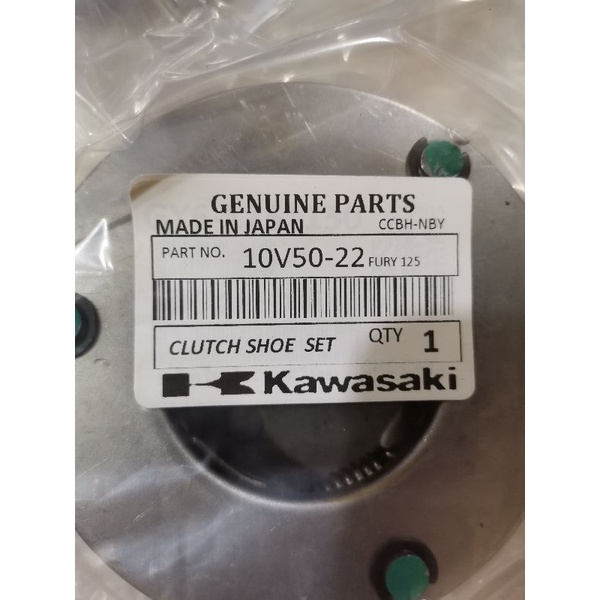 GENUINE PARTS
MADE IN JAPAN CCBH-NBY
PART NO. 10V50-22 FURY 125
CLUTCH SHOE SET QTY 1
Kawasaki